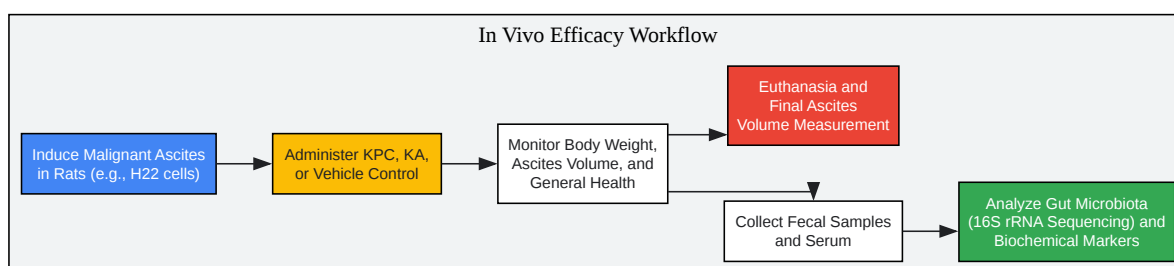 In Vivo Efficacy Workflow
Induce Malignant Ascites
in Rats (e.g., H22 cells)
Administer KPC, KA,
or Vehicle Control
Monitor Body Weight,
Ascites Volume, and
General Health
Euthanasia and
Final Ascites
Volume Measurement
Collect Fecal Samples
and Serum
Analyze Gut Microbiota
(16S rRNA Sequencing) and
Biochemical Markers